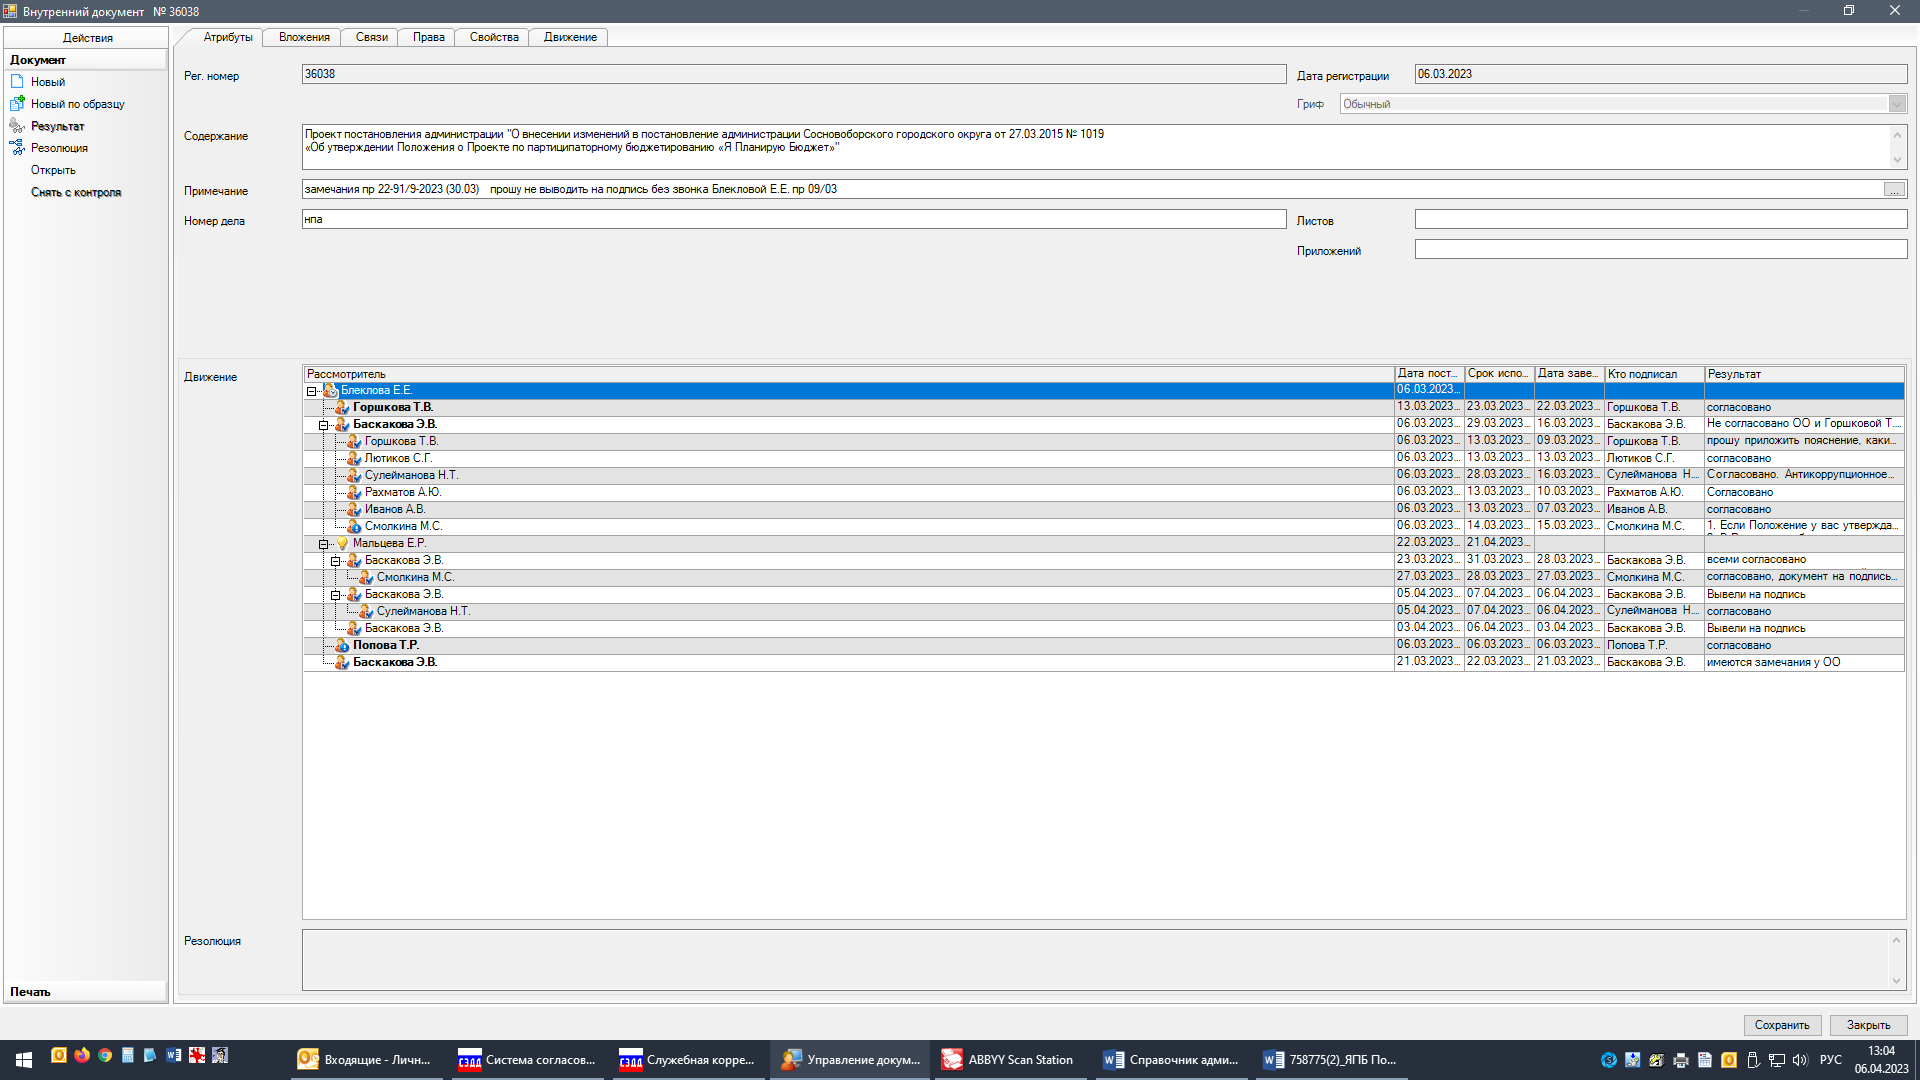 Внутренний документ № 36038
Действия
Документ
Новый
Новый по образцу
Результат
Резолюция
Открыть
Снять с контроля
Печать
Атрибуты Вложения Связи Права Свойства Движение
Рег. номер 36038 Дата регистрации 06.03.2023
Гриф Обычный
Содержание Проект постановления администрации "О внесении изменений в постановление администрации Сосновоборского городского округа от 27.03.2015 № 1019
«Об утверждении Положения о Проекте по партиципаторному бюджетированию «Я Планирую Бюджет»"
Примечание замечания пр 22-91/9-2023 (30.03) прошу не выводить на подпись без звонка Блекловой Е.Е. пр 09/03 ...
Номер дела нпа Листов
Приложений
Движение
Рассмотритель Дата пост... Срок испо... Дата заве... Кто подписал Результат
Блеклова Е.Е. 06.03.2023...
Горшкова Т.В. 13.03.2023... 23.03.2023... 22.03.2023... Горшкова Т.В. согласовано
Баскакова Э.В. 06.03.2023... 29.03.2023... 16.03.2023... Баскакова Э.В. Не согласовано ОО и Горшковой Т....
Горшкова Т.В. 06.03.2023... 13.03.2023... 09.03.2023... Горшкова Т.В. прошу приложить пояснение, каки...
Лютиков С.Г. 06.03.2023... 13.03.2023... 13.03.2023... Лютиков С.Г. согласовано
Сулейманова Н.Т. 06.03.2023... 28.03.2023... 16.03.2023... Сулейманова Н.... Согласовано. Антикоррупционное...
Рахматов А.Ю. 06.03.2023... 13.03.2023... 10.03.2023... Рахматов А.Ю. Согласовано
Иванов А.В. 06.03.2023... 13.03.2023... 07.03.2023... Иванов А.В. согласовано
Смолкина М.С. 06.03.2023... 14.03.2023... 15.03.2023... Смолкина М.С. 1. Если Положение у вас утвержда...
Мальцева Е.Р. 22.03.2023... 21.04.2023...
Баскакова Э.В. 23.03.2023... 31.03.2023... 28.03.2023... Баскакова Э.В. всеми согласовано
Смолкина М.С. 27.03.2023... 28.03.2023... 27.03.2023... Смолкина М.С. согласовано, документ на подпись...
Баскакова Э.В. 05.04.2023... 07.04.2023... 06.04.2023... Баскакова Э.В. Вывели на подпись
Сулейманова Н.Т. 05.04.2023... 07.04.2023... 06.04.2023... Сулейманова Н.... согласовано
Баскакова Э.В. 03.04.2023... 06.04.2023... 03.04.2023... Баскакова Э.В. Вывели на подпись
Попова Т.Р. 06.03.2023... 06.03.2023... 06.03.2023... Попова Т.Р. согласовано
Баскакова Э.В. 21.03.2023... 22.03.2023... 21.03.2023... Баскакова Э.В. имеются замечания у ОО
Резолюция
Сохранить Закрыть
Входящие - Личн... СЭДД Система согласов... СЭДД Служебная корре... Управление докум... ABBYY Scan Station Справочник адми... 758775(2)_ЯПБ По... РУС 13:04
06.04.2023